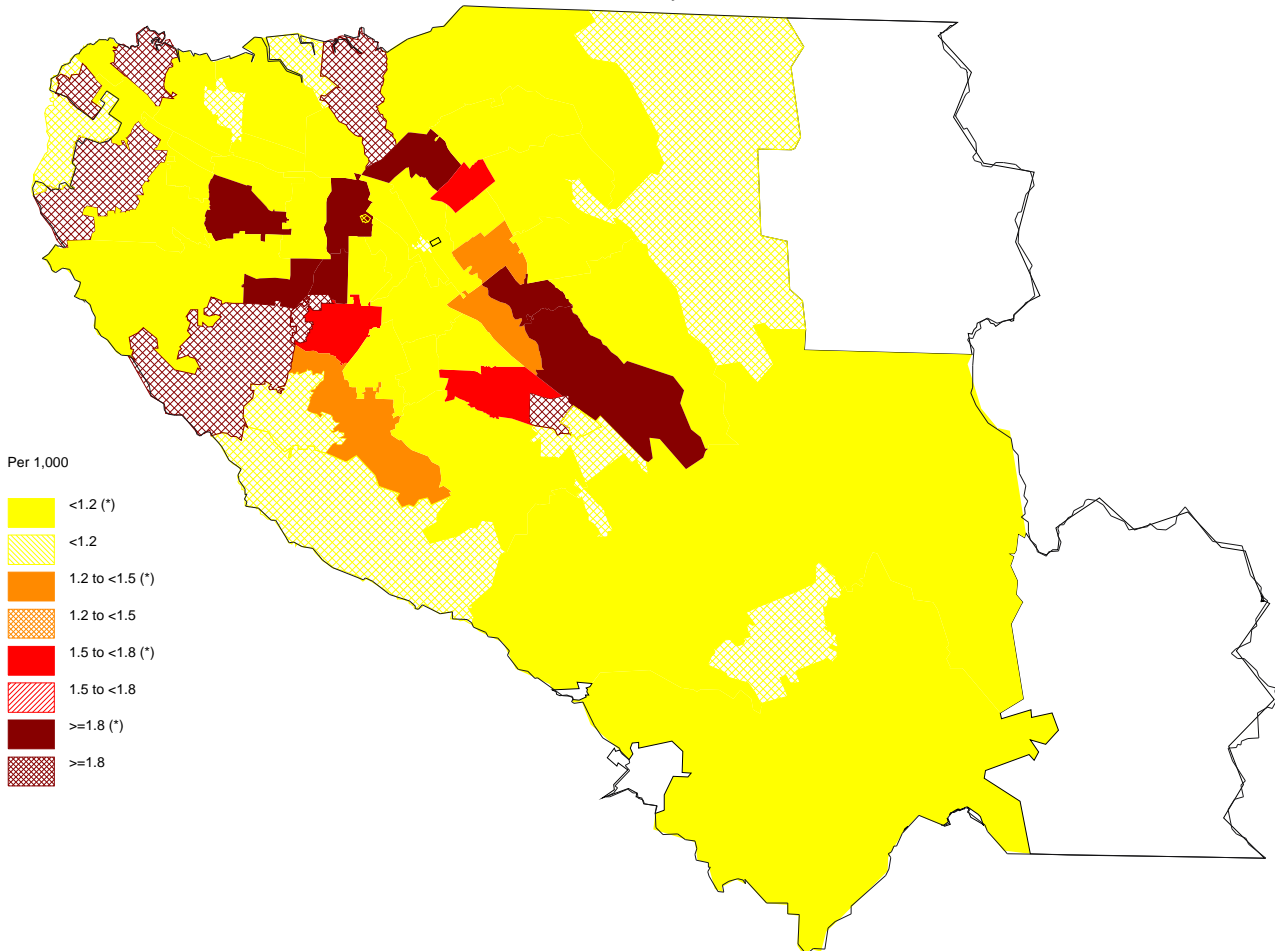 Per 1,000
<1.2 (*)
<1.2
1.2 to <1.5 (*)
1.2 to <1.5
1.5 to <1.8 (*)
1.5 to <1.8
>=1.8 (*)
>=1.8